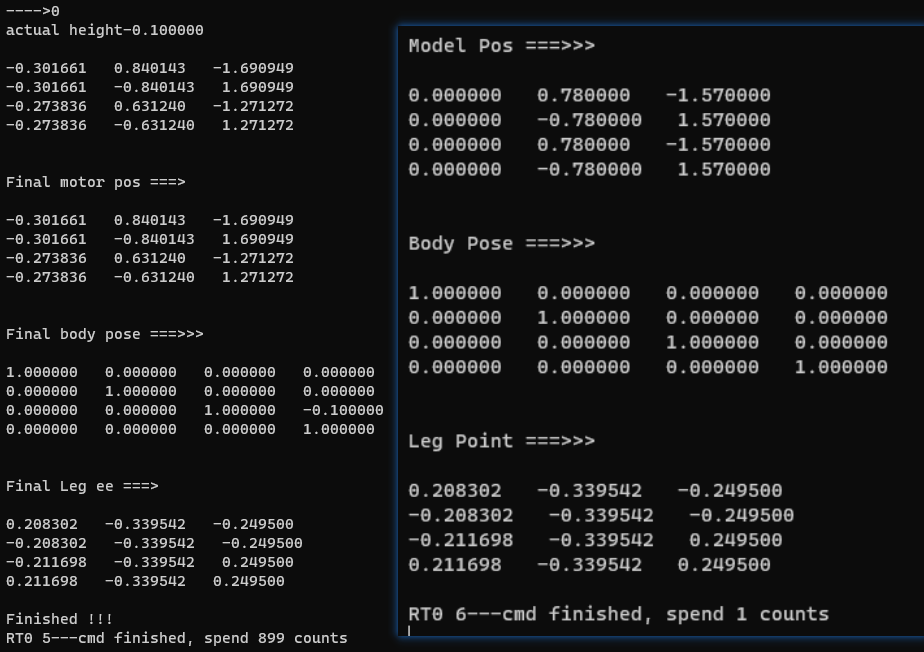 ---->0
actual height-0.100000
-0.301661   0.840143   -1.690949
-0.301661   -0.840143   1.690949
-0.273836   0.631240   -1.271272
-0.273836   -0.631240   1.271272
Final motor pos ===>
-0.301661   0.840143   -1.690949
-0.301661   -0.840143   1.690949
-0.273836   0.631240   -1.271272
-0.273836   -0.631240   1.271272
Final body pose ===>>>
1.000000   0.000000   0.000000   0.000000
0.000000   1.000000   0.000000   0.000000
0.000000   0.000000   1.000000   -0.100000
0.000000   0.000000   0.000000   1.000000
Final Leg ee ===>
0.208302   -0.339542   -0.249500
-0.208302   -0.339542   -0.249500
-0.211698   -0.339542   0.249500
0.211698   -0.339542   0.249500
Finished !!!
RT0 5---cmd finished, spend 899 counts
Model Pos ===>>>
0.000000   0.780000   -1.570000
0.000000   -0.780000   1.570000
0.000000   0.780000   -1.570000
0.000000   -0.780000   1.570000
Body Pose ===>>>
1.000000   0.000000   0.000000   0.000000
0.000000   1.000000   0.000000   0.000000
0.000000   0.000000   1.000000   0.000000
0.000000   0.000000   0.000000   1.000000
Leg Point ===>>>
0.208302   -0.339542   -0.249500
-0.208302   -0.339542   -0.249500
-0.211698   -0.339542   0.249500
0.211698   -0.339542   0.249500
RT0 6---cmd finished, spend 1 counts